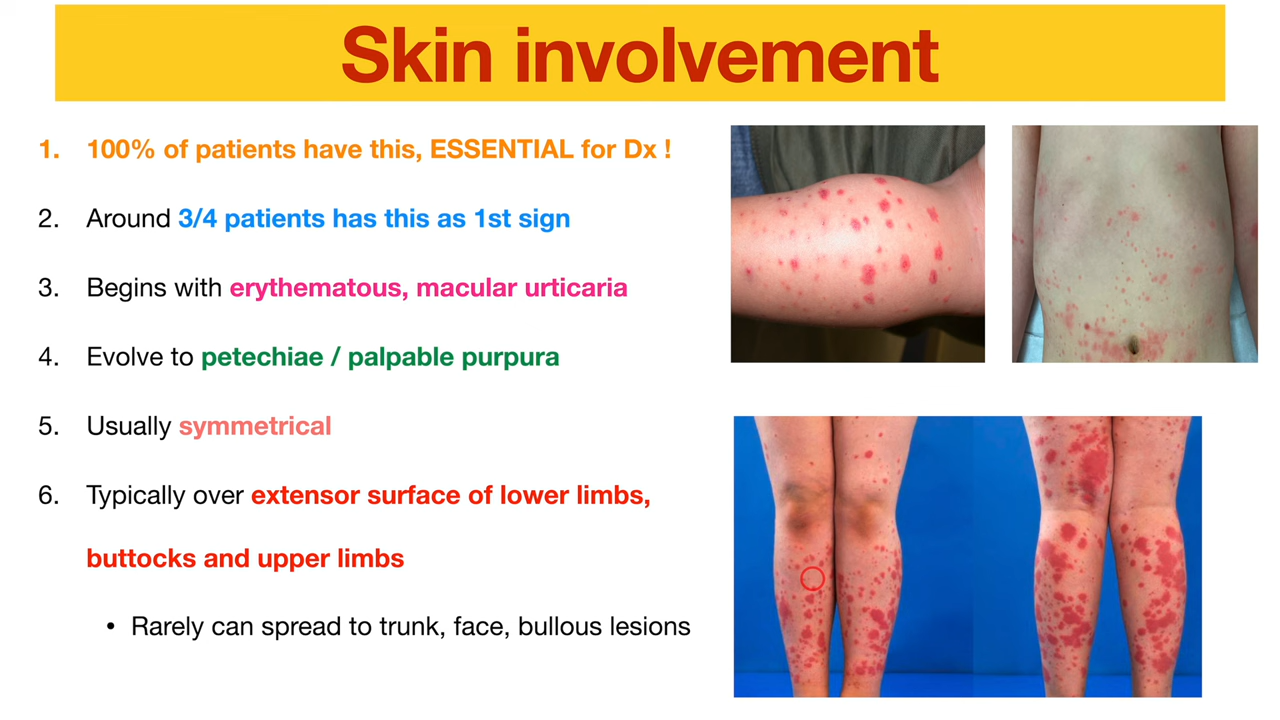 Skin involvement
1. 100% of patients have this, ESSENTIAL for Dx !
2. Around 3/4 patients has this as 1st sign
3. Begins with erythematous, macular urticaria
4. Evolve to petechiae / palpable purpura
5. Usually symmetrical
6. Typically over extensor surface of lower limbs,
buttocks and upper limbs
• Rarely can spread to trunk, face, bullous lesions